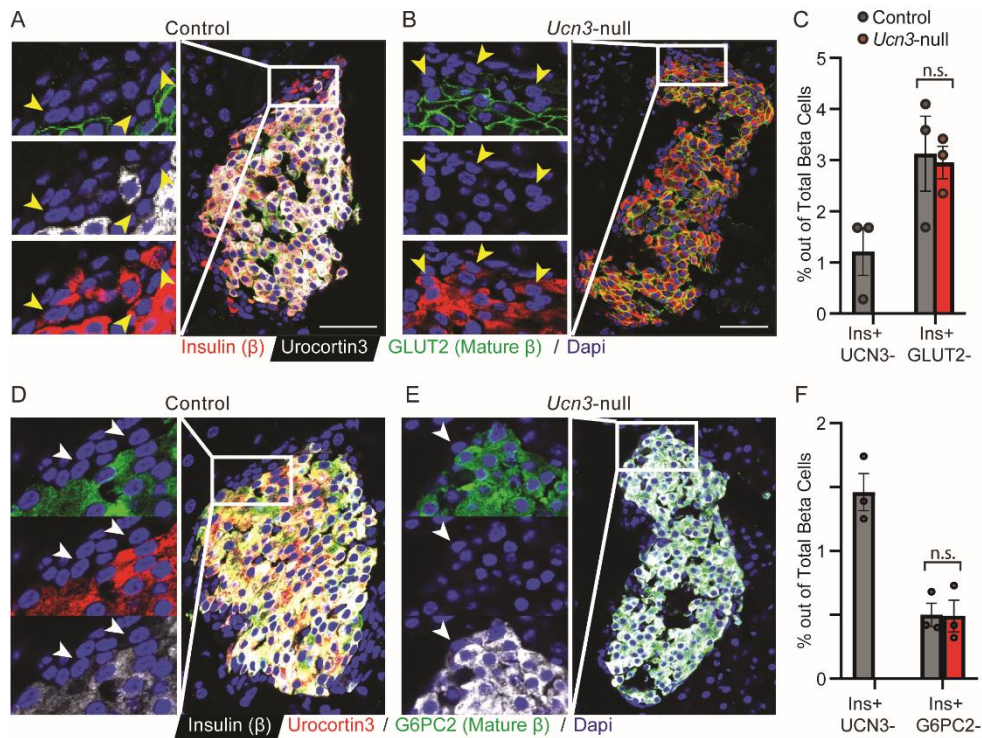 A
Control
B
Ucn3-null
C
Control
Ucn3-null
n.s.
5
4
3
2
1
0
% out of Total Beta Cells
Ins+
UCN3-
Ins+
GLUT2-
Insulin (β) Urocortin3 GLUT2 (Mature β) / Dapi
D
Control
E
Ucn3-null
F
n.s.
2
1
0
% out of Total Beta Cells
Ins+
UCN3-
Ins+
G6PC2-
Insulin (β) Urocortin3 / G6PC2 (Mature β) / Dapi